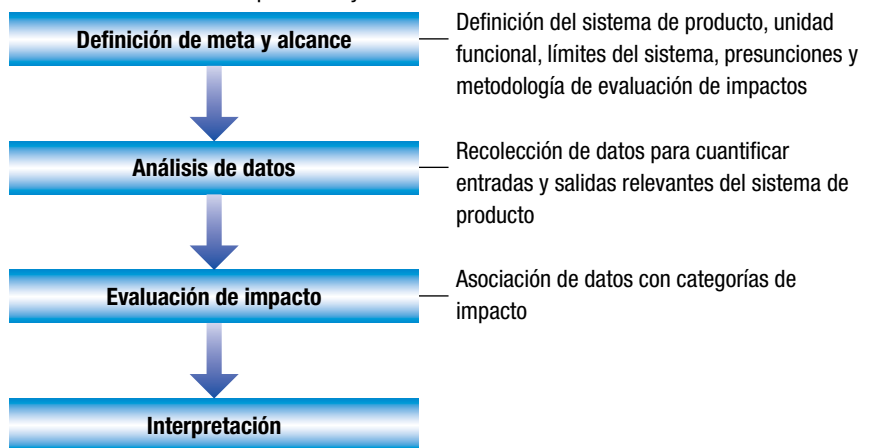 Definición de meta y alcance
Definición del sistema de producto, unidad
funcional, límites del sistema, presunciones y
metodología de evaluación de impactos
Análisis de datos
Recolección de datos para cuantificar
entradas y salidas relevantes del sistema de
producto
Evaluación de impacto
Asociación de datos con categorías de
impacto
Interpretación